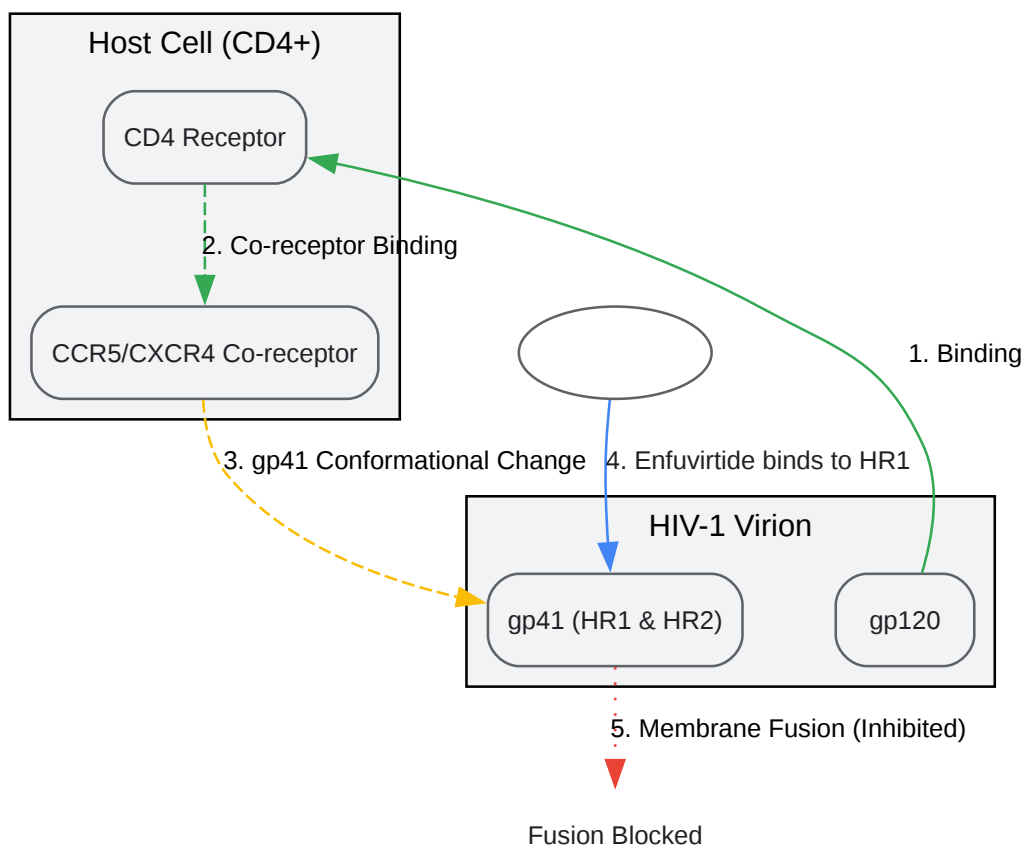 Host Cell (CD4+)
CD4 Receptor
2. Co-receptor Binding
CCR5/CXCR4 Co-receptor
1. Binding
3. gp41 Conformational Change
4. Enfuvirtide binds to HR1
HIV-1 Virion
gp41 (HR1 & HR2)
gp120
5. Membrane Fusion (Inhibited)
Fusion Blocked